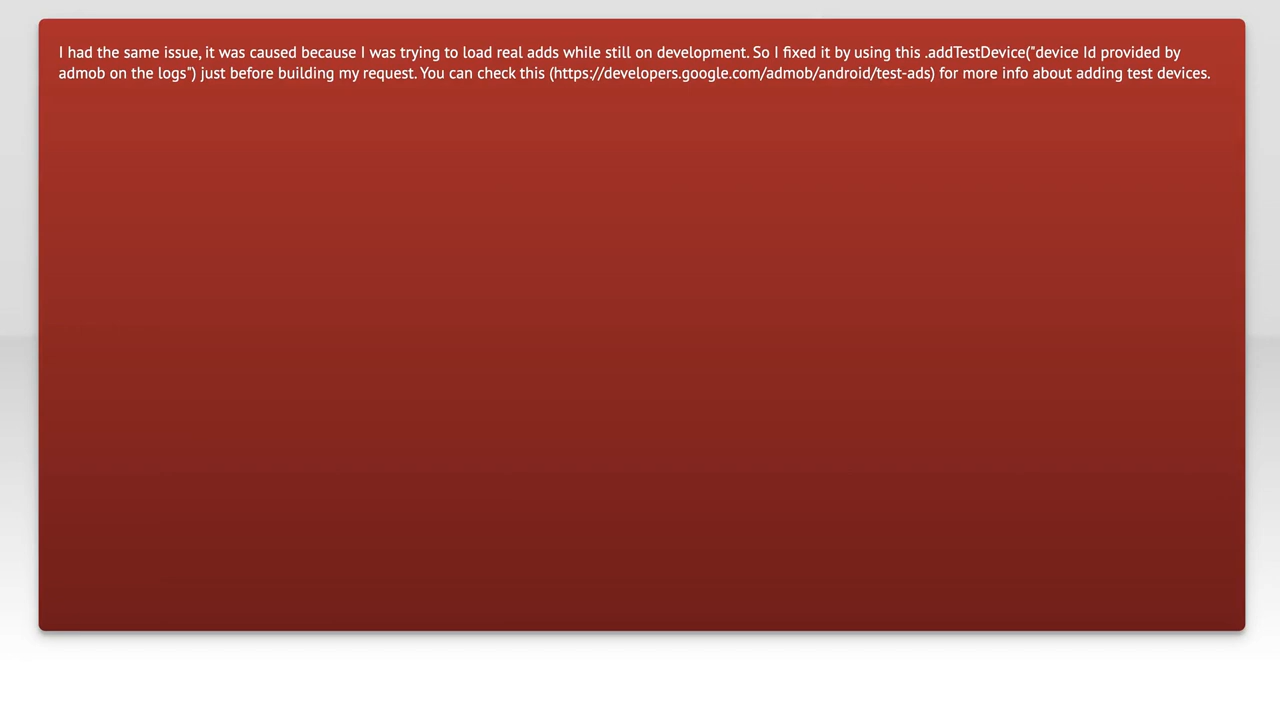 I had the same issue, it was caused because I was trying to load real adds while still on development. So I fixed it by using this .addTestDevice("device Id provided by
admob on the logs") just before building my request. You can check this (https://developers.google.com/admob/android/test-ads) for more info about adding test devices.